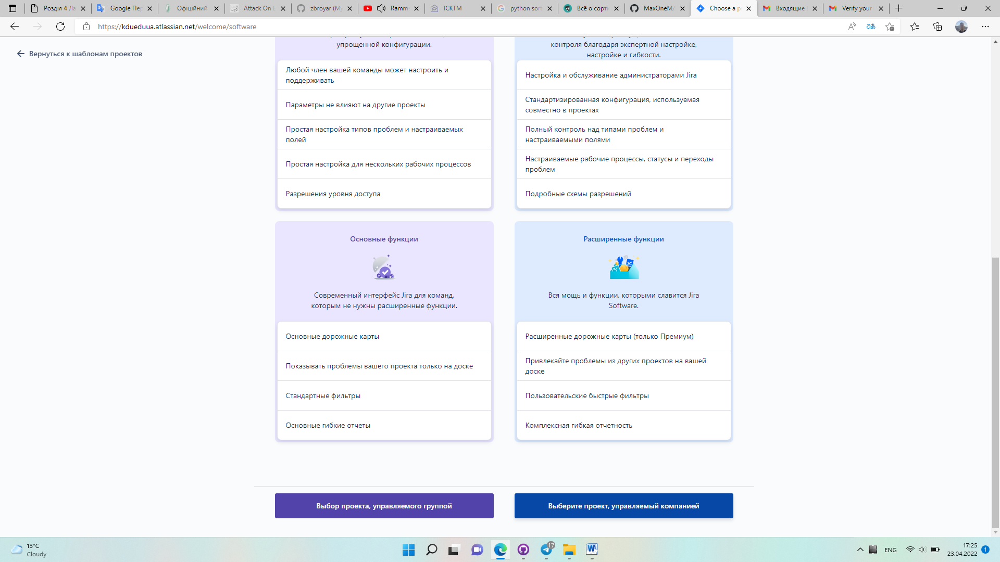 Розділ 4 Ла
Google Пер
Офіційний
Attack On E
zbroyar (My
Ramm
ІСКТМ
python sort
Всё о сорти
MaxOneM/
Choose a p
Входящие
Verify your
https://kdueduua.atlassian.net/welcome/software
Вернуться к шаблонам проектов
упрощенной конфигурации.
Любой член вашей команды может настроить и
поддерживать
Параметры не влияют на другие проекты
Простая настройка типов проблем и настраиваемых
полей
Простая настройка для нескольких рабочих процессов
Разрешения уровня доступа
контроля благодаря экспертной настройке,
настройке и гибкости.
Настройка и обслуживание администраторами Jira
Стандартизированная конфигурация, используемая
совместно в проектах
Полный контроль над типами проблем и
настраиваемыми полями
Настраиваемые рабочие процессы, статусы и переходы
проблем
Подробные схемы разрешений
Основные функции
Современный интерфейс Jira для команд,
которым не нужны расширенные функции.
Основные дорожные карты
Показывать проблемы вашего проекта только на доске
Стандартные фильтры
Основные гибкие отчеты
Расширенные функции
Вся мощь и функции, которыми славится Jira
Software.
Расширенные дорожные карты (только Премиум)
Привлекайте проблемы из других проектов на вашей
доске
Пользовательские быстрые фильтры
Комплексная гибкая отчетность
Выбор проекта, управляемого группой
Выберите проект, управляемый компанией
13°C
Cloudy
17
ENG
17:25
23.04.2022
1